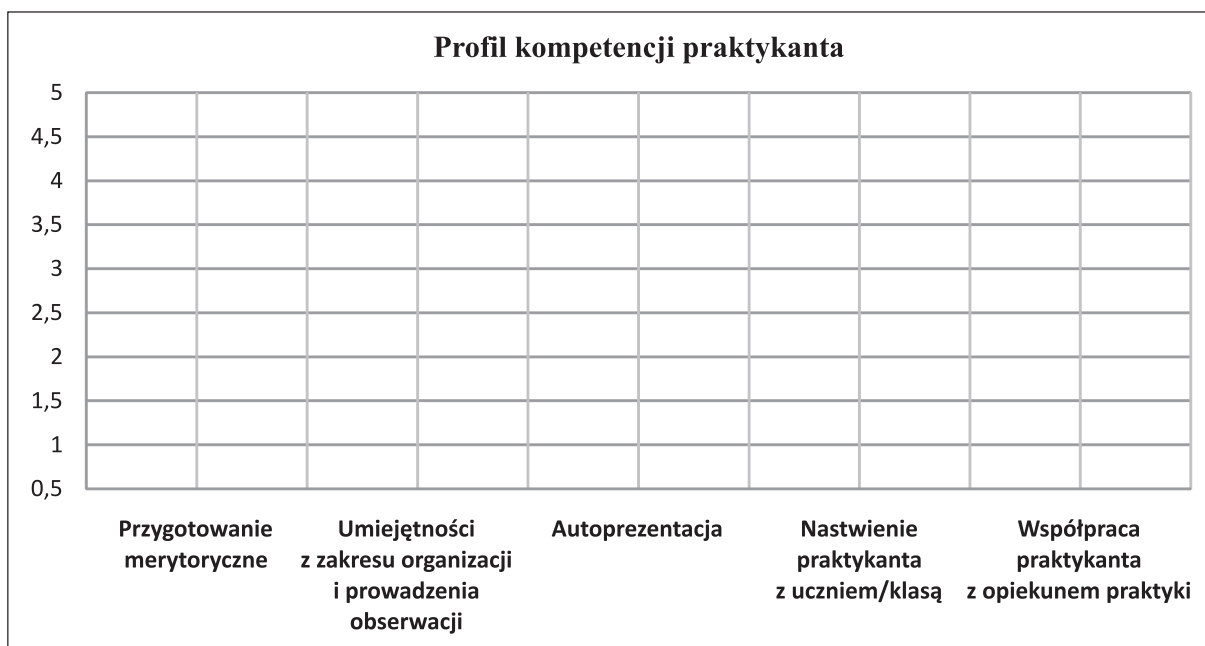 Profil kompetencji praktykanta
5
4,5
4
3,5
3
2,5
2
1,5
1
0,5
Przygotowanie
merytoryczne
Umiejętności
z zakresu organizacji
i prowadzenia
obserwacji
Autoprezentacja
Nastwienie
praktykanta
z uczniem/klasą
Współpraca
praktykanta
z opiekunem praktyki